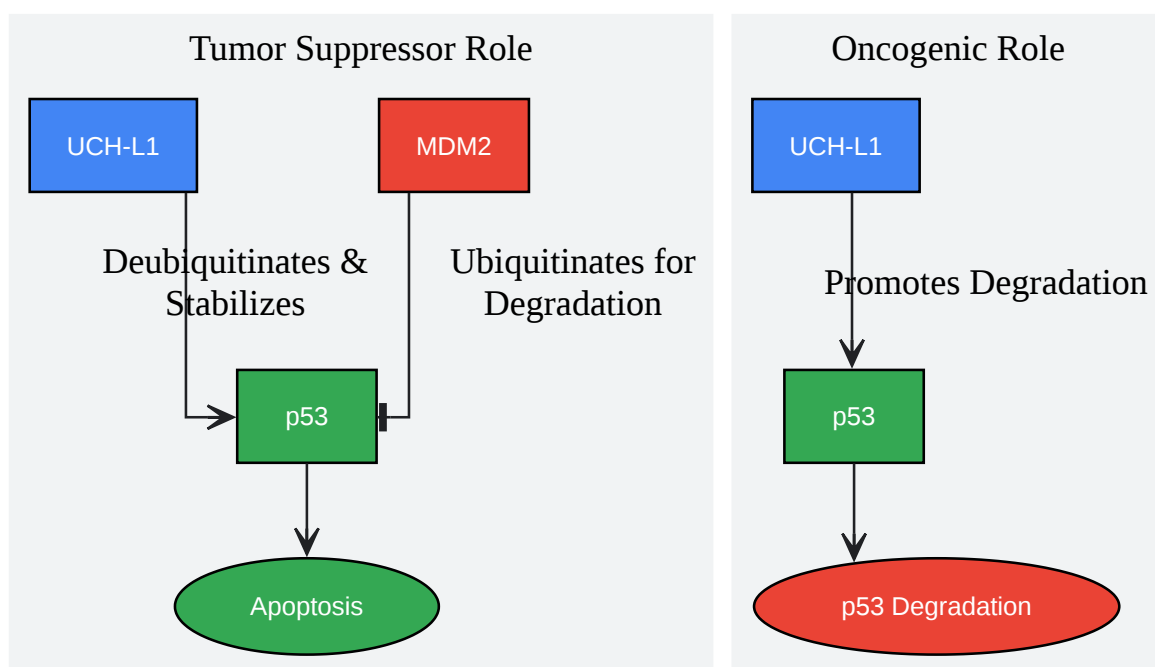 Tumor Suppressor Role
UCH-L1
MDM2
Deubiquitinates &
Stabilizes
Ubiquitinates for
Degradation
p53
Apoptosis
Oncogenic Role
UCH-L1
Promotes Degradation
p53
p53 Degradation